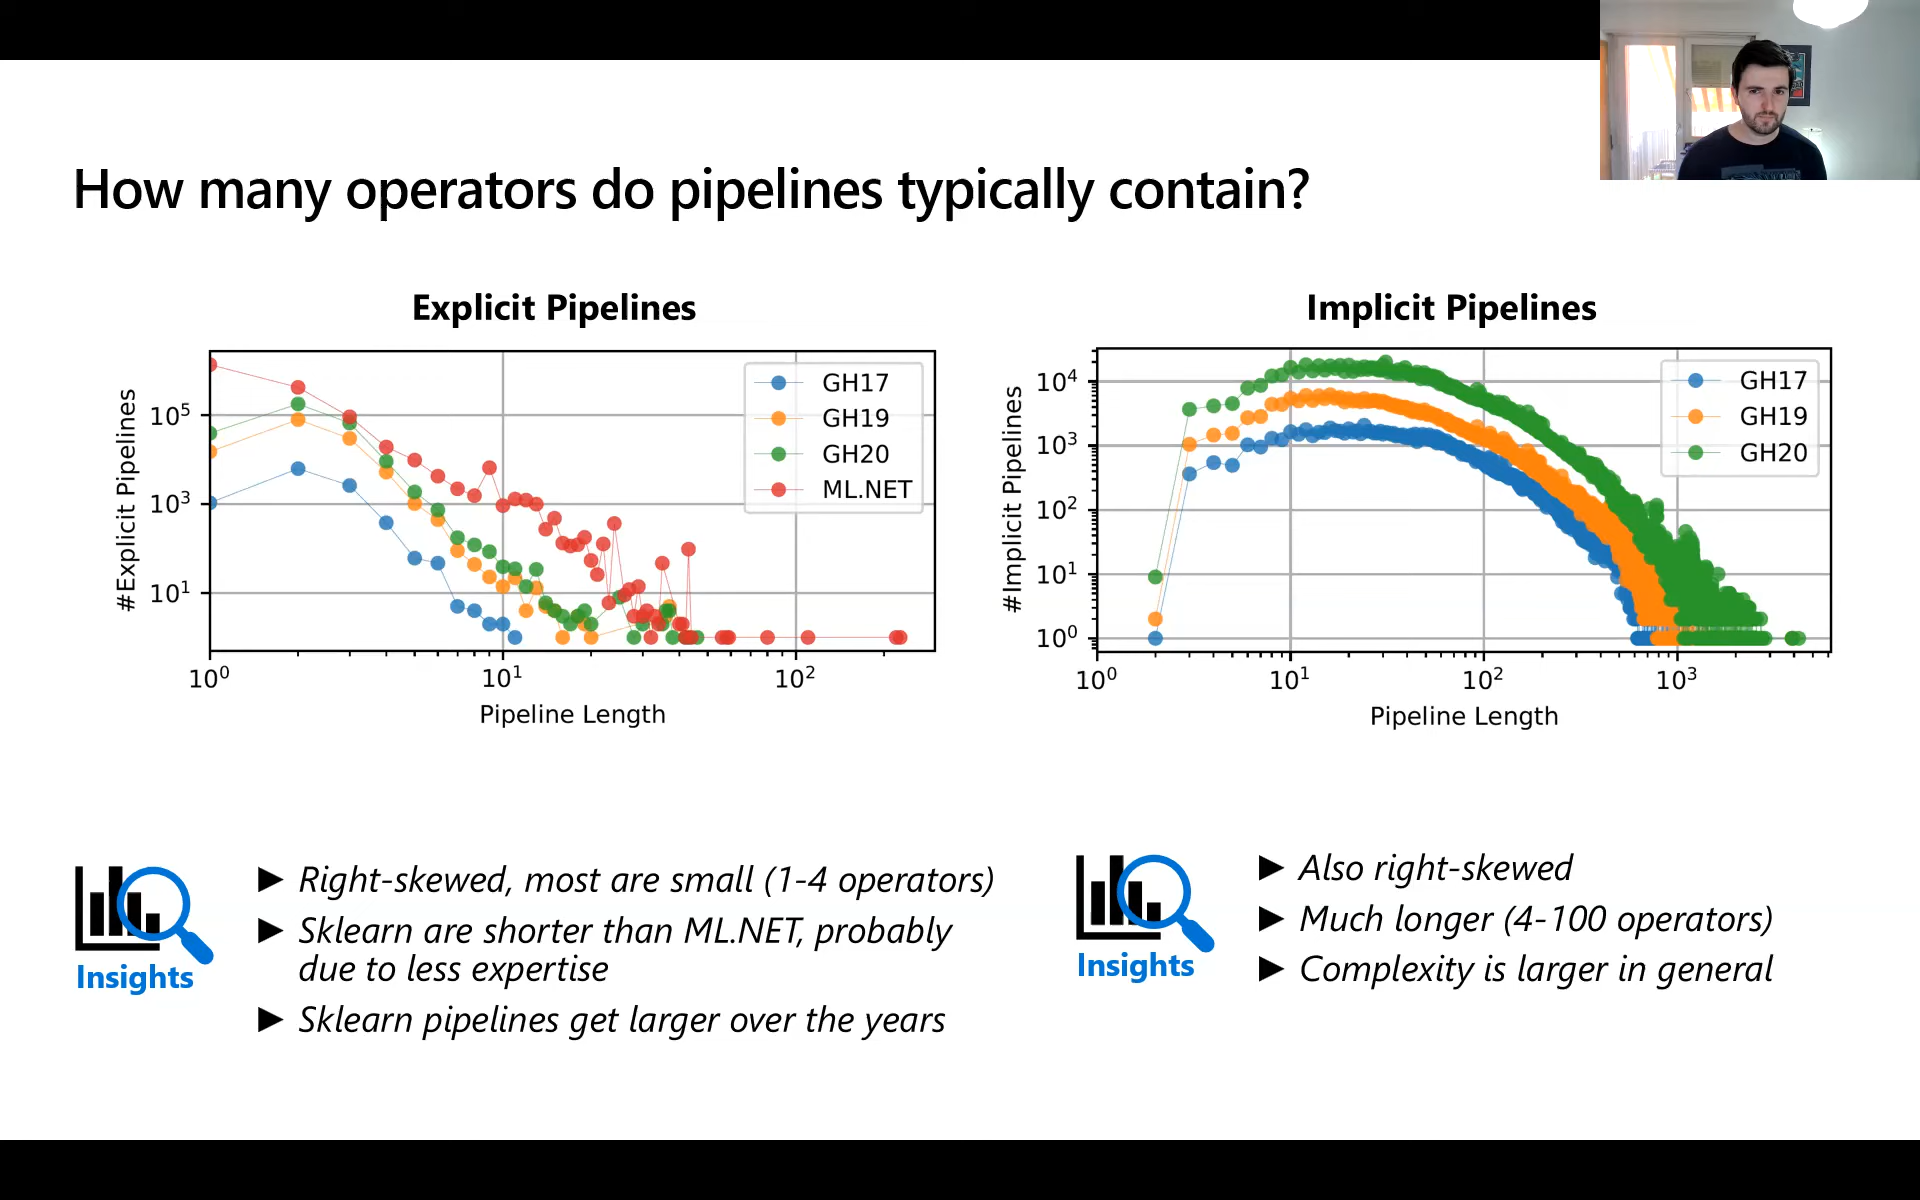 How many operators do pipelines typically contain?
Explicit Pipelines
#Explicit Pipelines
10⁵
10³
10¹
10⁰ 10¹ 10²
Pipeline Length
GH17
GH19
GH20
ML.NET
Implicit Pipelines
#Implicit Pipelines
10⁴
10³
10²
10¹
10⁰
10⁰ 10¹ 10² 10³
Pipeline Length
GH17
GH19
GH20
Insights
► Right-skewed, most are small (1-4 operators)
► Sklearn are shorter than ML.NET, probably
due to less expertise
► Sklearn pipelines get larger over the years
Insights
► Also right-skewed
► Much longer (4-100 operators)
► Complexity is larger in general